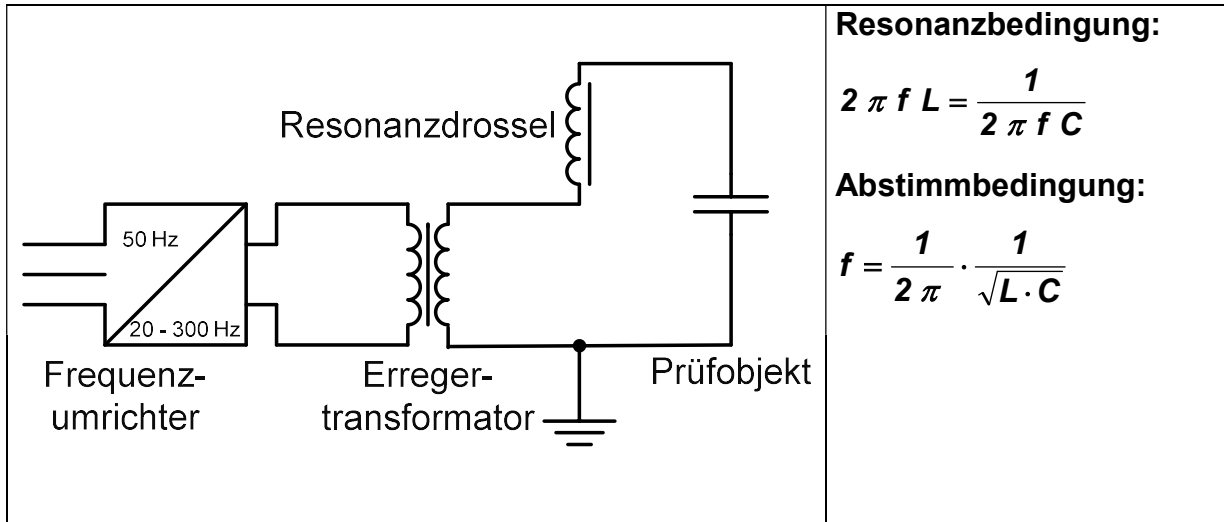 Resonanzdrossel
50 Hz
20 - 300 Hz
Frequenz-
umrichter
Erreger-
transformator
Prüfobjekt
Resonanzbedingung:
2 π f L = 1 / (2 π f C)
Abstimmbedingung:
f = 1 / (2 π) · 1 / √(L · C)